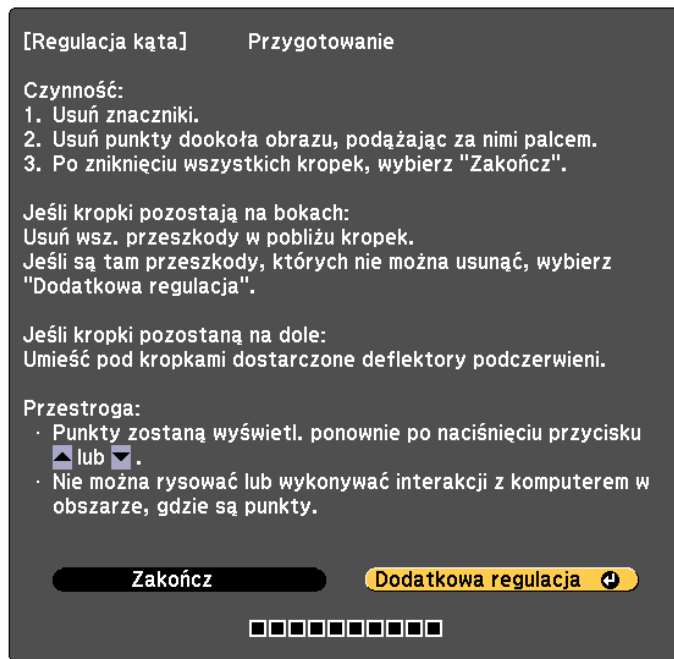 [Regulacja kąta] Przygotowanie
Czynność:
1. Usuń znaczniki.
2. Usuń punkty dookoła obrazu, podążając za nimi palcem.
3. Po zniknięciu wszystkich kropek, wybierz "Zakończ".
Jeśli kropki pozostają na bokach:
Usuń wsz. przeszkody w pobliżu kropek.
Jeśli są tam przeszkody, których nie można usunąć, wybierz
"Dodatkowa regulacja".
Jeśli kropki pozostaną na dole:
Umieść pod kropkami dostarczone deflektory podczerwieni.
Przestroga:
· Punkty zostaną wyświetl. ponownie po naciśnięciu przycisku
▲ lub ▼ .
· Nie można rysować lub wykonywać interakcji z komputerem w
obszarze, gdzie są punkty.
Zakończ Dodatkowa regulacja